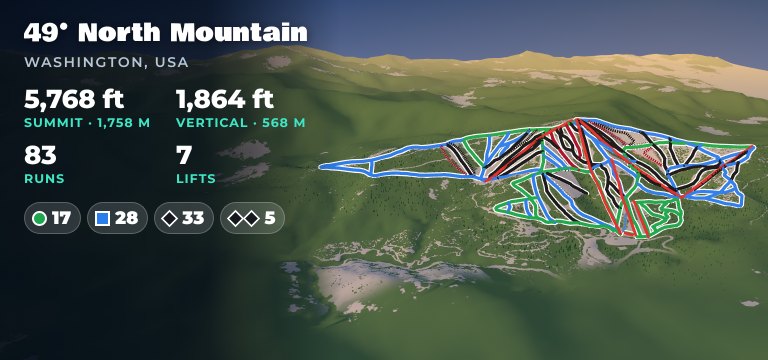 49° North Mountain
WASHINGTON, USA
5,768 ft 1,864 ft
SUMMIT · 1,758 M VERTICAL · 568 M
83 7
RUNS LIFTS
17 28 33 5